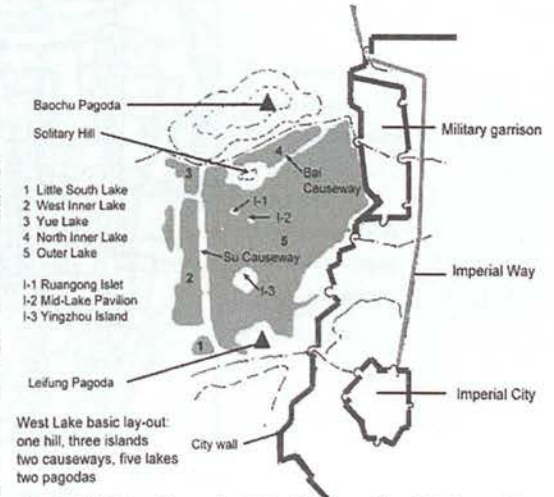 Baochu Pagoda
Solitary Hill
1 Little South Lake
2 West Inner Lake
3 Yue Lake
4 North Inner Lake
5 Outer Lake
I-1 Ruangong Islet
I-2 Mid-Lake Pavilion
I-3 Yingzhou Island
Leifung Pagoda
West Lake basic lay-out:
one hill, three islands
two causeways, five lakes
two pagodas
City wall
4
Bai
Causeway
3
I-1
I-2
5
Su Causeway
2
I-3
1
Military garrison
Imperial Way
Imperial City